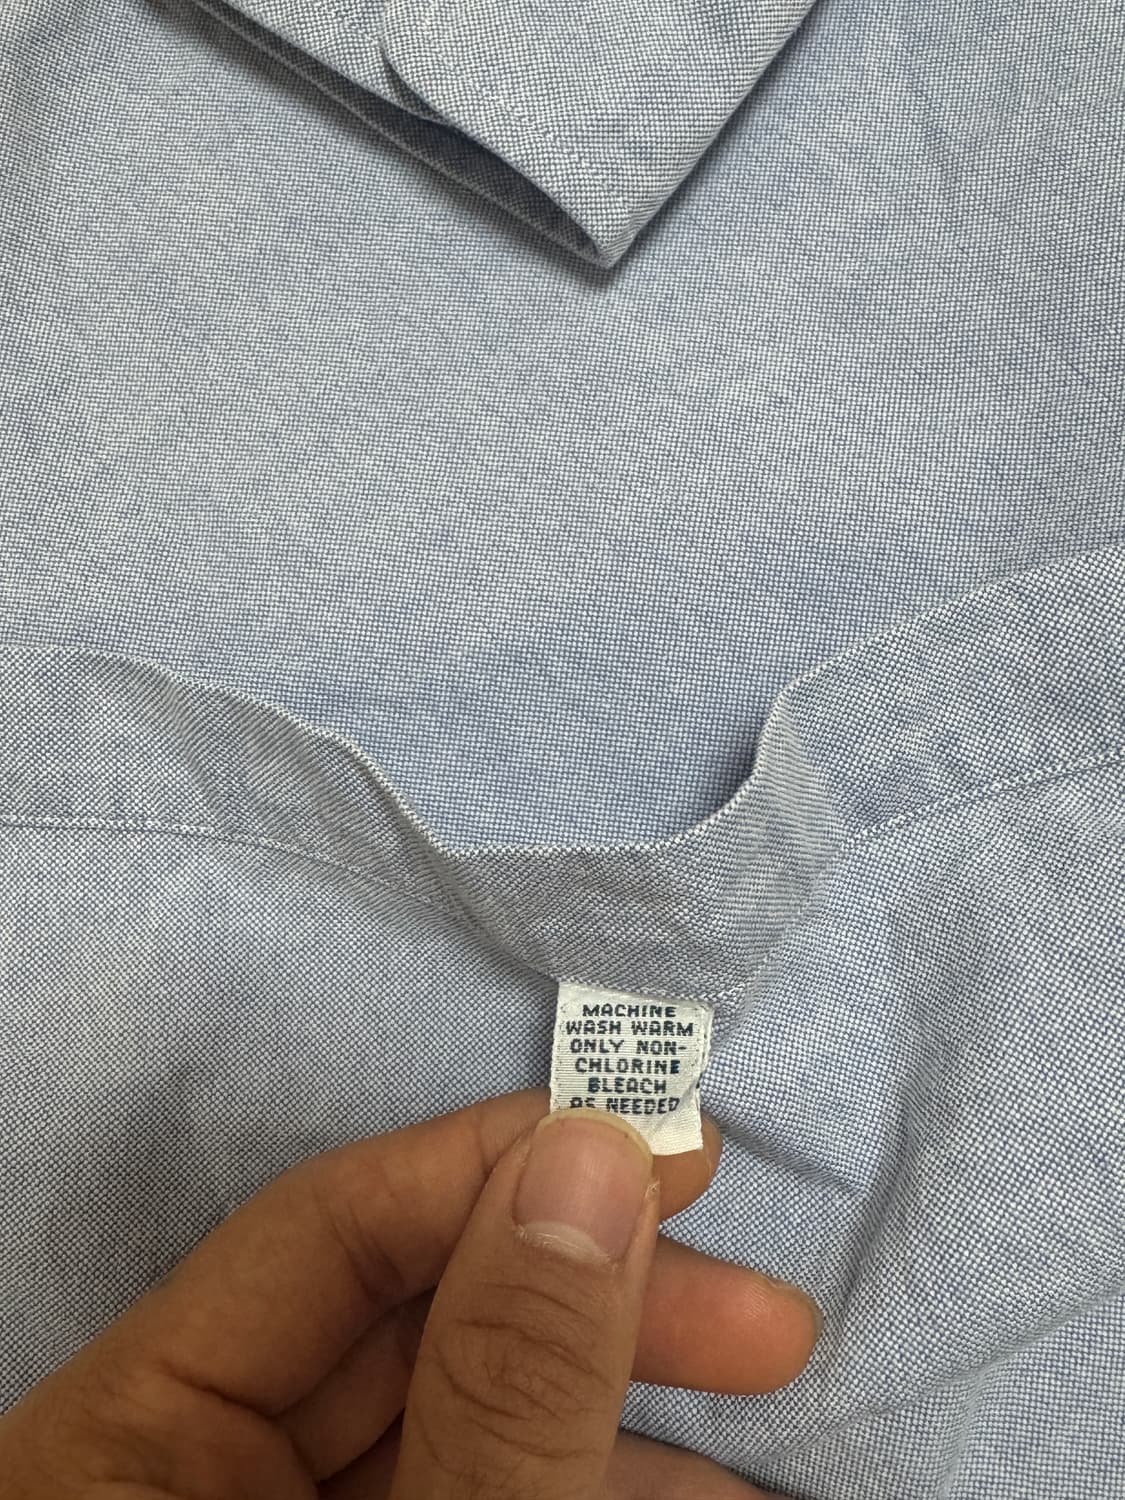 MACHINE
WASH WARM
ONLY NON-
CHLORINE
BLEACH
AS NEEDED